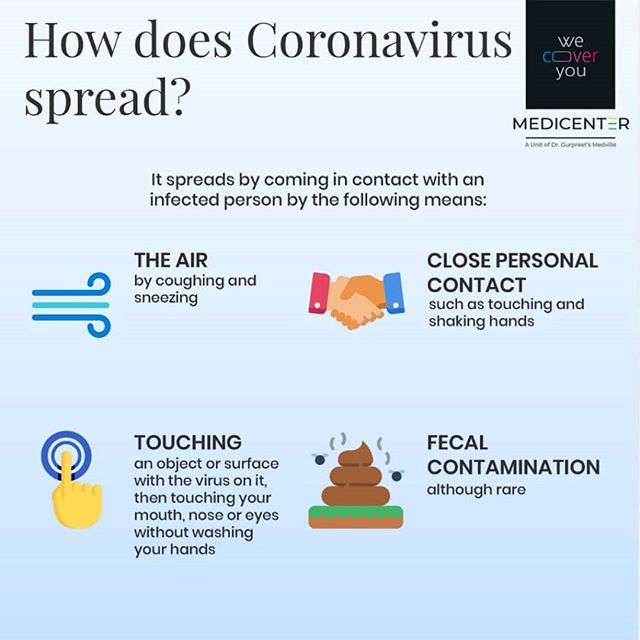 How does Coronavirus
spread?
we
cover
you
MEDICENTER
A Unit of Dr. Gurpreet's Medville
It spreads by coming in contact with an
infected person by the following means:
THE AIR
by coughing and
sneezing
CLOSE PERSONAL
CONTACT
such as touching and
shaking hands
TOUCHING
an object or surface
with the virus on it,
then touching your
mouth, nose or eyes
without washing
your hands
FECAL
CONTAMINATION
although rare